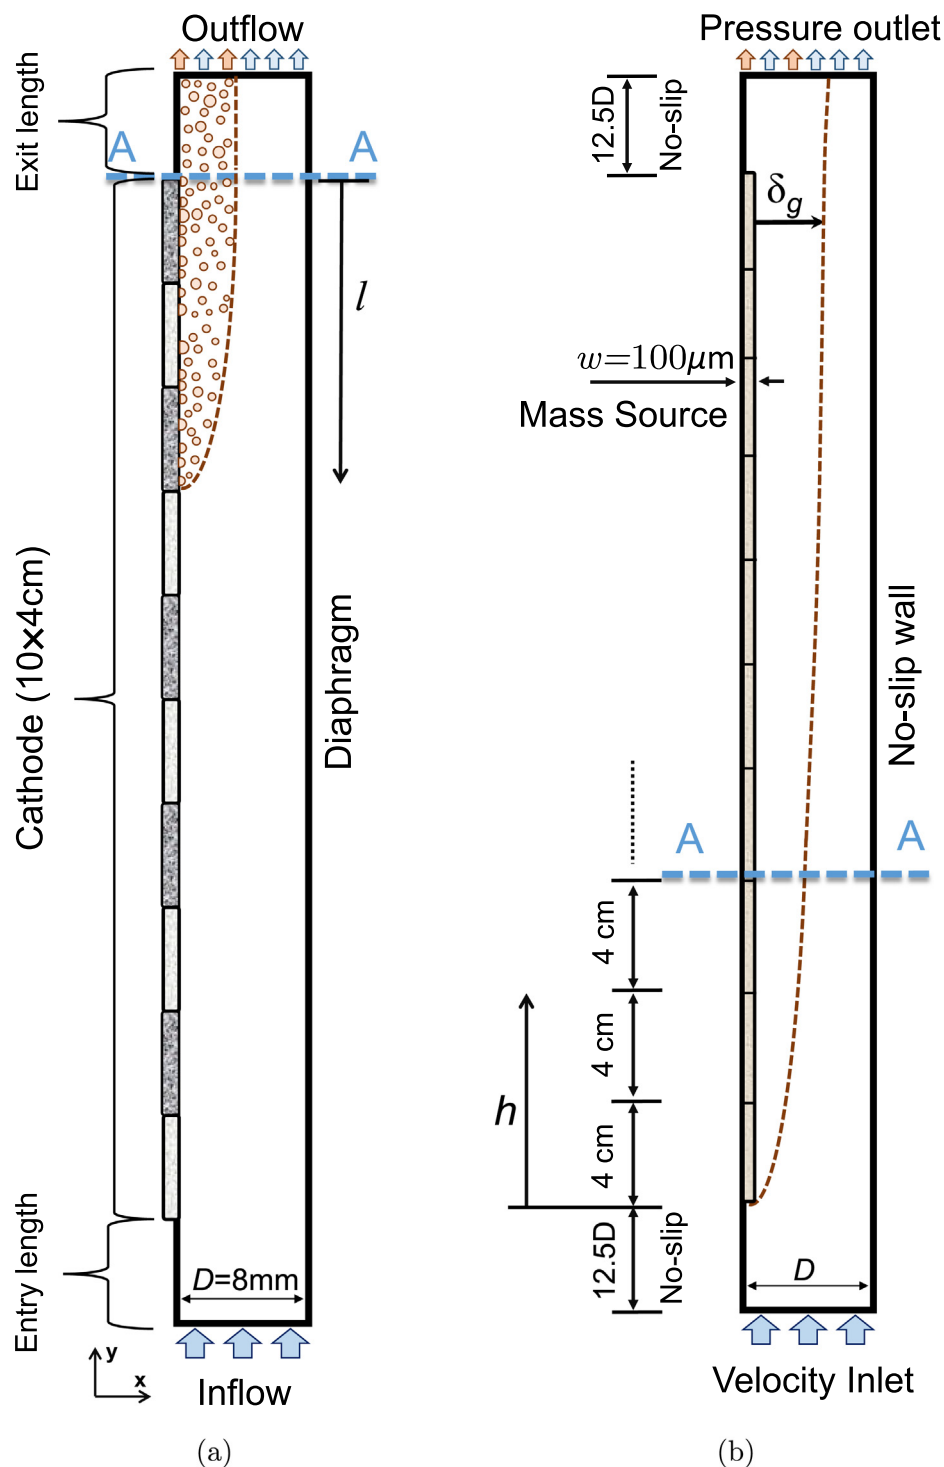 Outflow
Exit length
A
A
l
Cathode (10×4cm)
Diaphragm
Entry length
D=8mm
y
x
Inflow
(a)
Pressure outlet
12.5D
No-slip
δg
w=100μm
Mass Source
No-slip wall
A
A
4 cm
4 cm
h
4 cm
12.5D
No-slip
D
Velocity Inlet
(b)